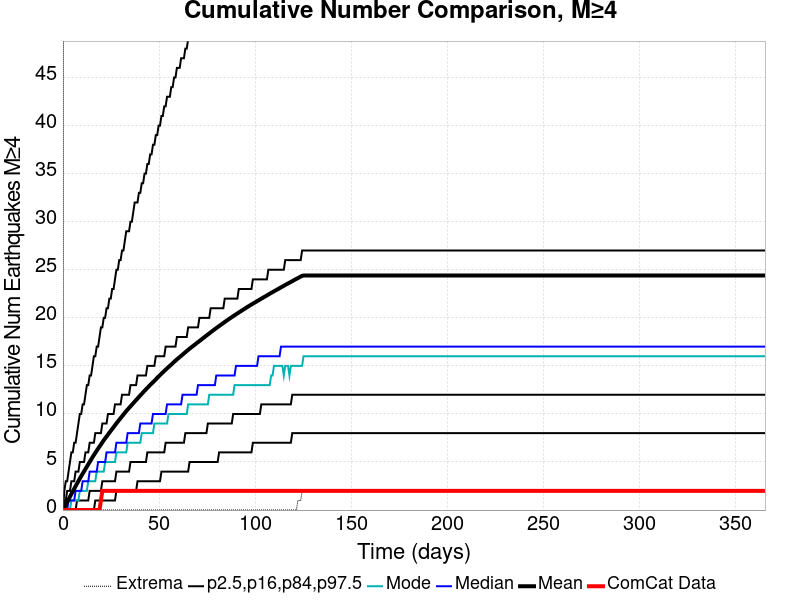 Cumulative Number Comparison, M≥4
Cumulative Num Earthquakes M≥4
45
40
35
30
25
20
15
10
5
0
0 50 100 150 200 250 300 350
Time (days)
Extrema p2.5,p16,p84,p97.5 Mode Median Mean ComCat Data